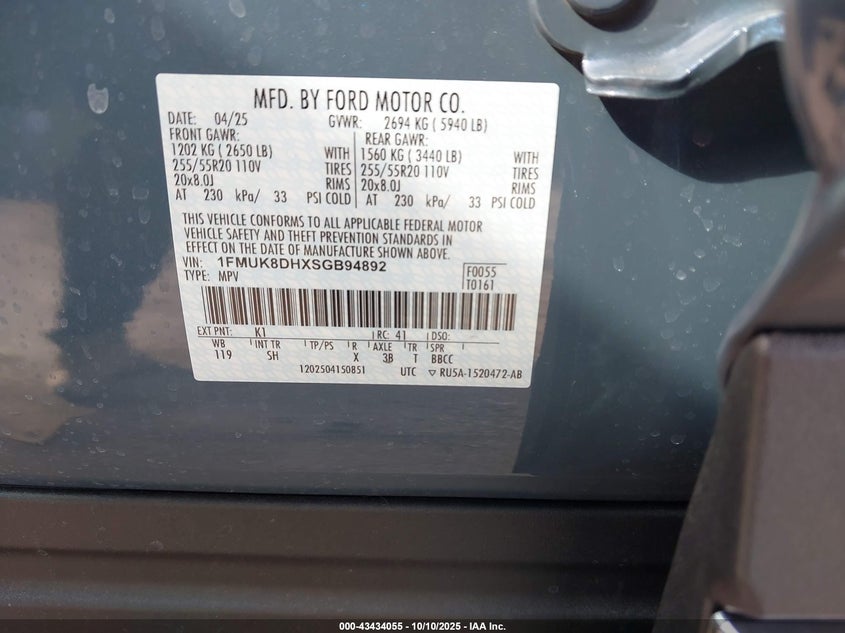 MFD. BY FORD MOTOR CO.
DATE: 04/25 GVWR: 2694 KG ( 5940 LB)
FRONT GAWR: REAR GAWR:
1202 KG ( 2650 LB) WITH 1560 KG ( 3440 LB) WITH
255/55R20 110V TIRES 255/55R20 110V TIRES
20x8.0J RIMS 20x8.0J RIMS
AT 230 kPa/ 33 PSI COLD AT 230 kPa/ 33 PSI COLD
THIS VEHICLE CONFORMS TO ALL APPLICABLE FEDERAL MOTOR
VEHICLE SAFETY AND THEFT PREVENTION STANDARDS IN
EFFECT ON THE DATE OF MANUFACTURE SHOWN ABOVE.
VIN: 1FMUK8DHXSGB94892 F0055
TYPE: MPV T0161
EXT PNT: K1 RC: 41 DSO:
WB INT TR TP/PS R AXLE TR SPR
119 SH X 3B T BBCC
1202504150851 UTC ▽ RU5A-1520472-AB
000-43434055 - 10/10/2025 - IAA Inc.